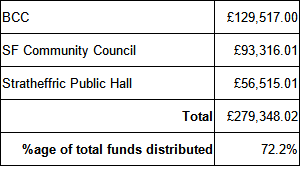 BCC £129,517.00
SF Community Council £93,316.01
Stratheffric Public Hall £56,515.01
Total £279,348.02
%age of total funds distributed 72.2%